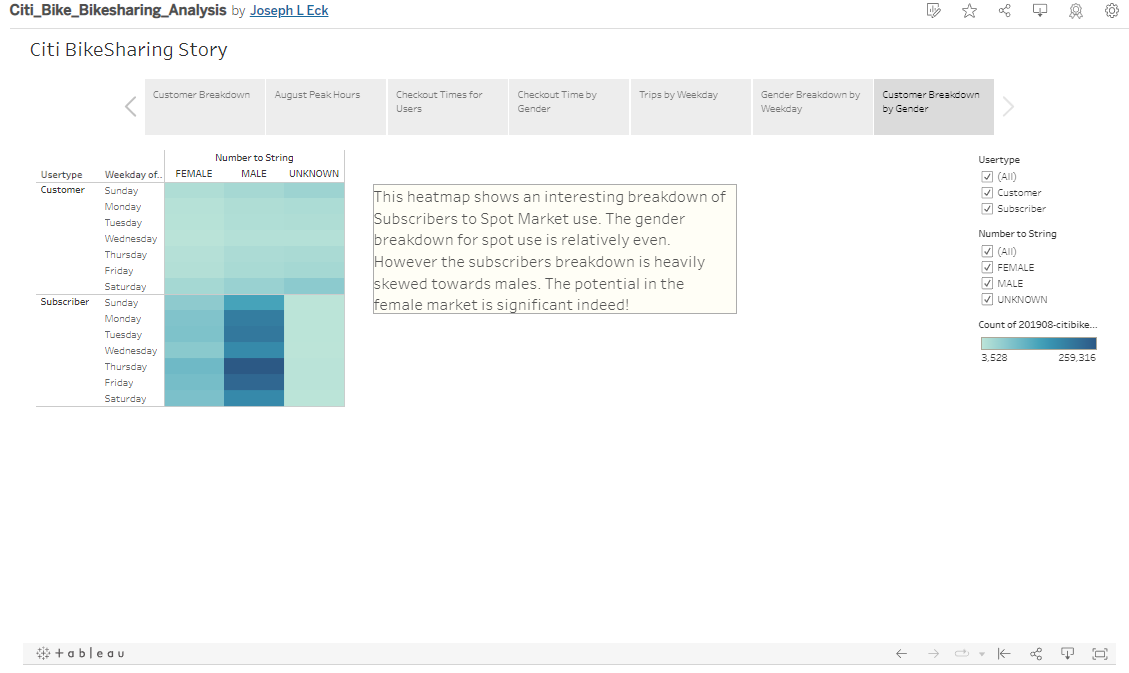 Citi_Bike_Bikesharing_Analysis by Joseph L Eck
Citi BikeSharing Story
Customer Breakdown
August Peak Hours
Checkout Times for
Users
Checkout Time by
Gender
Trips by Weekday
Gender Breakdown by
Weekday
Customer Breakdown
by Gender
Number to String
Usertype Weekday of.. FEMALE MALE UNKNOWN
Customer Sunday
Monday
Tuesday
Wednesday
Thursday
Friday
Saturday
Subscriber Sunday
Monday
Tuesday
Wednesday
Thursday
Friday
Saturday
This heatmap shows an interesting breakdown of
Subscribers to Spot Market use. The gender
breakdown for spot use is relatively even.
However the subscribers breakdown is heavily
skewed towards males. The potential in the
female market is significant indeed!
Usertype
(All)
Customer
Subscriber
Number to String
(All)
FEMALE
MALE
UNKNOWN
Count of 201908-citibike...
3,528 259,316
+ a b l e a u